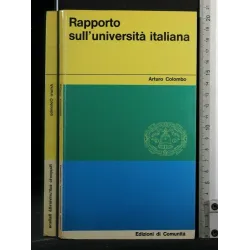 Rapporto
sull'università italiana
Arturo Colombo
Edizioni di Comunità